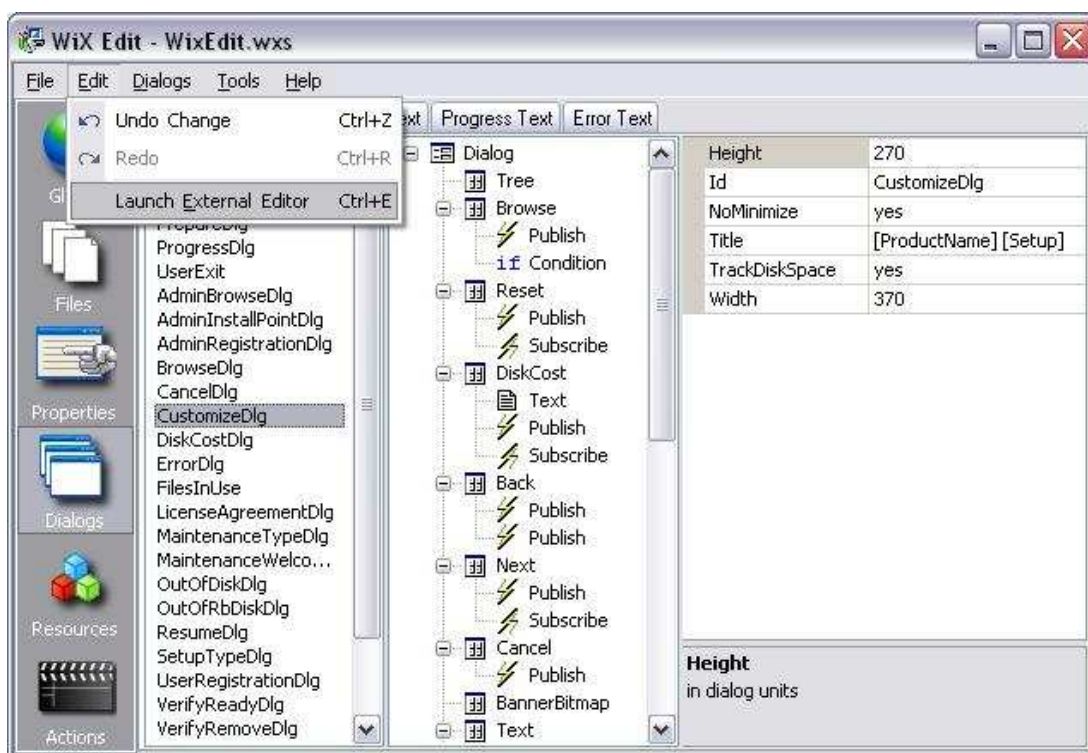 WiX Edit - WixEdit.wxs
File Edit Dialogs Tools Help
Undo Change Ctrl+Z
Redo Ctrl+R
Launch External Editor Ctrl+E
Progress Text Error Text
Files
Properties
Dialogs
Resources
Actions
ProgressDlg
UserExit
AdminBrowseDlg
AdminInstallPointDlg
AdminRegistrationDlg
BrowseDlg
CancelDlg
CustomizeDlg
DiskCostDlg
ErrorDlg
FilesInUse
LicenseAgreementDlg
MaintenanceTypeDlg
MaintenanceWelco...
OutOfDiskDlg
OutOfRbDiskDlg
ResumeDlg
SetupTypeDlg
UserRegistrationDlg
VerifyReadyDlg
VerifyRemoveDlg
Dialog
Tree
Browse
Publish
if Condition
Reset
Publish
Subscribe
DiskCost
Text
Publish
Subscribe
Back
Publish
Publish
Next
Publish
Subscribe
Cancel
Publish
BannerBitmap
Text
Height 270
Id CustomizeDlg
NoMinimize yes
Title [ProductName] [Setup]
TrackDiskSpace yes
Width 370
Height
in dialog units